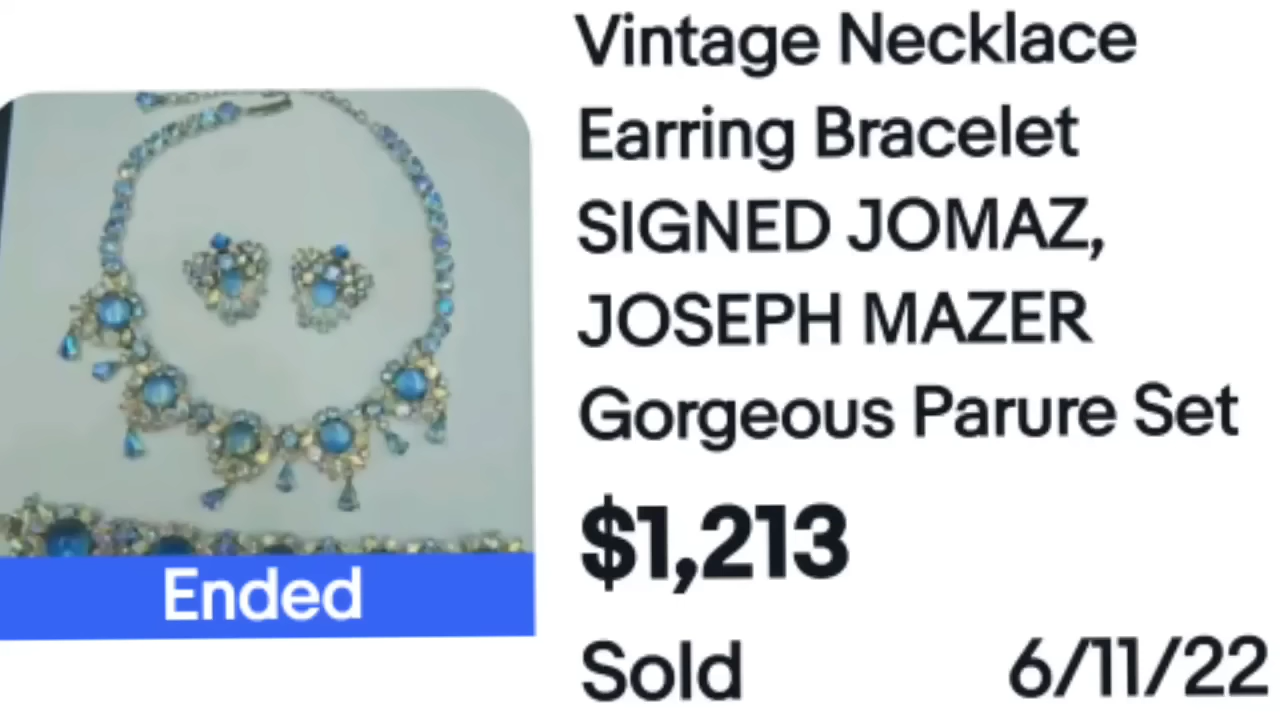 Vintage Necklace
Earring Bracelet
SIGNED JOMAZ,
JOSEPH MAZER
Gorgeous Parure Set
$1,213
Ended
Sold 6/11/22